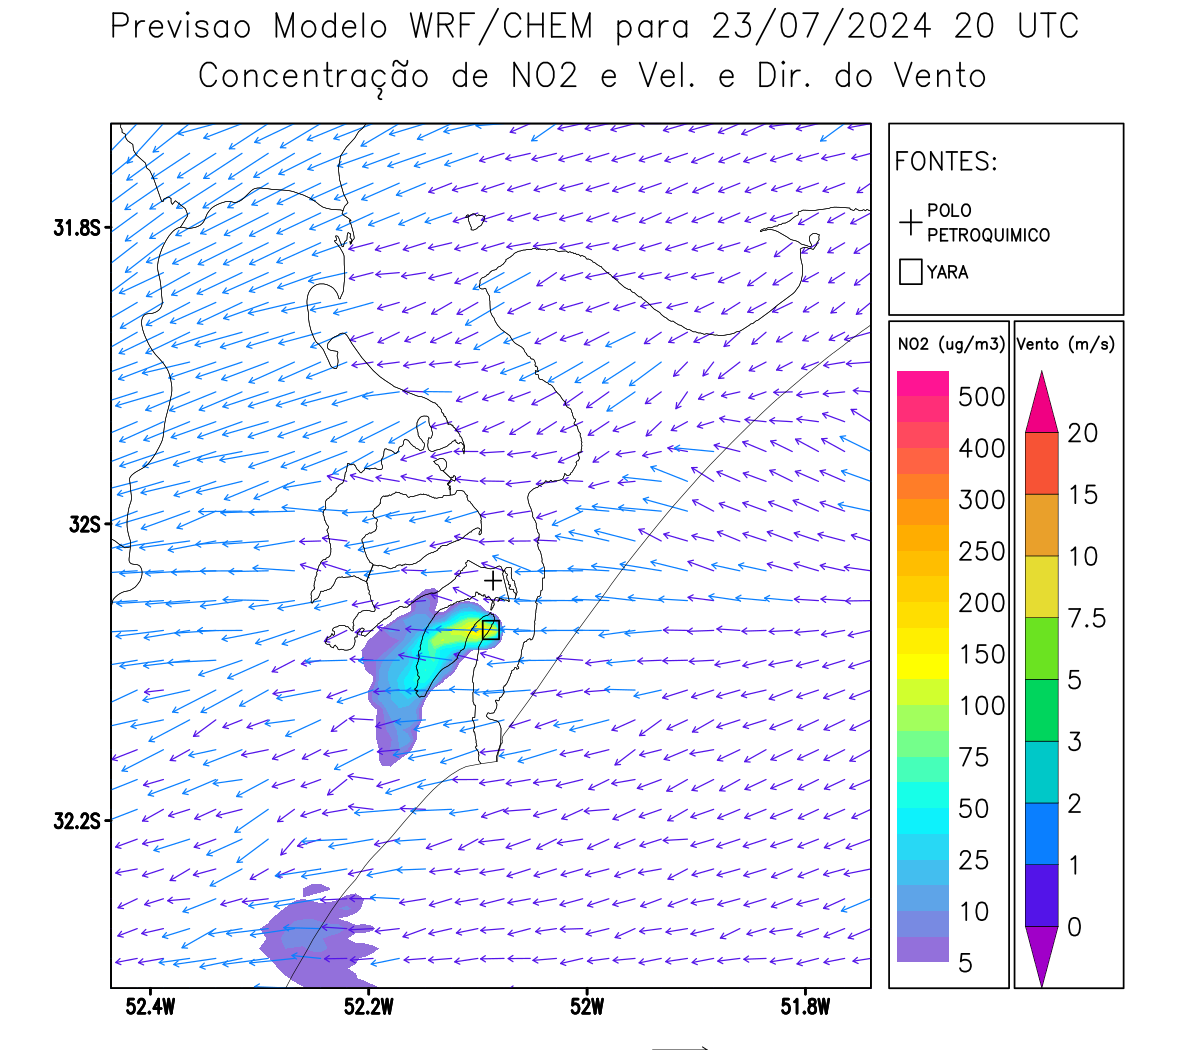 Previsao Modelo WRF/CHEM para 23/07/2024 20 UTC
Concentração de NO2 e Vel. e Dir. do Vento
FONTES:
POLO
PETROQUIMICO
YARA
31.8S
32S
32.2S
52.4W
52.2W
52W
51.8W
NO2 (ug/m3)
500
400
300
250
200
150
100
75
50
25
10
5
Vento (m/s)
20
15
10
7.5
5
3
2
1
0